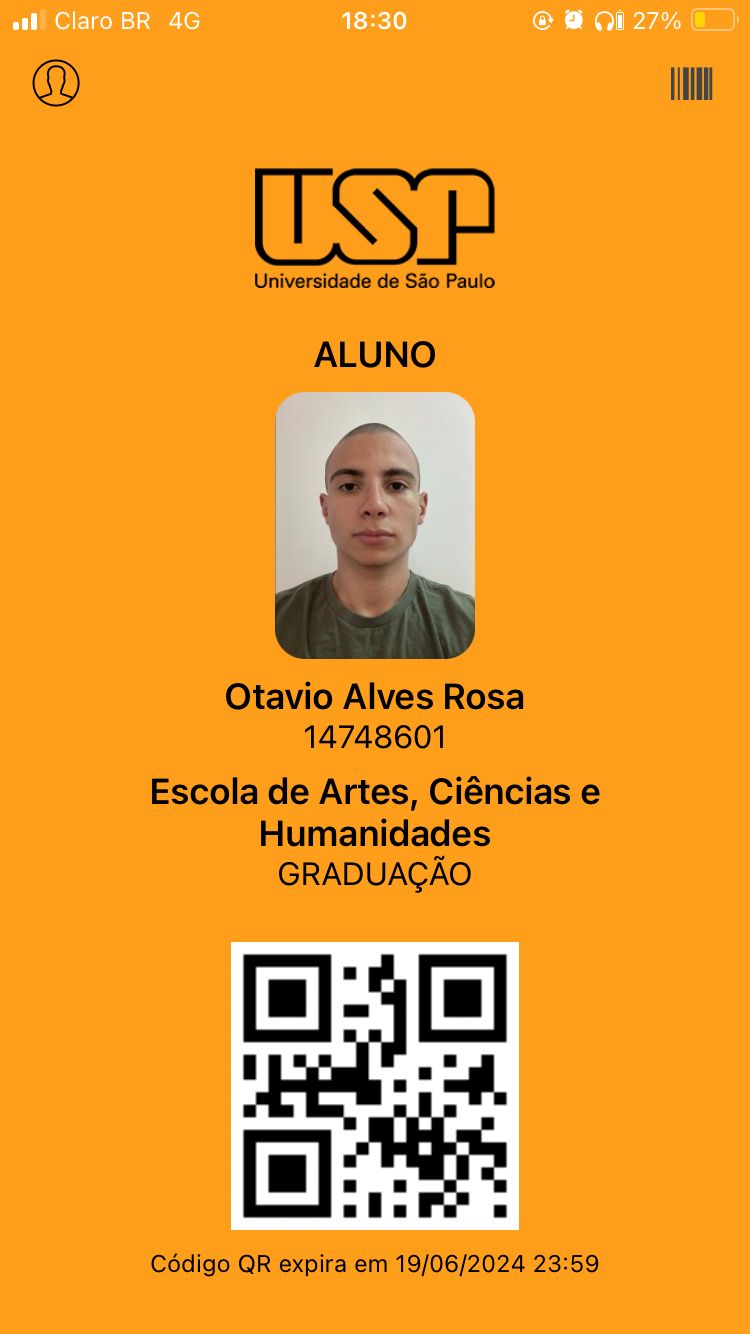 Claro BR 4G 18:30 27%
USP
Universidade de São Paulo
ALUNO
Otavio Alves Rosa
14748601
Escola de Artes, Ciências e
Humanidades
GRADUAÇÃO
Código QR expira em 19/06/2024 23:59